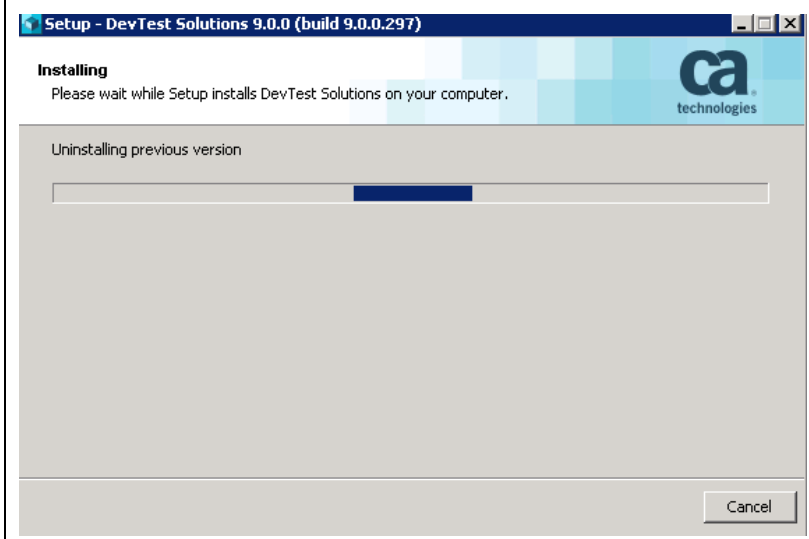 Setup - DevTest Solutions 9.0.0 (build 9.0.0.297)
Installing
Please wait while Setup installs DevTest Solutions on your computer.
ca
technologies
Uninstalling previous version
Cancel